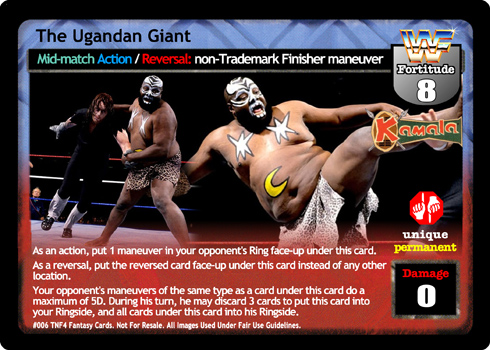 The Ugandan Giant
Mid-match Action / Reversal: non-Trademark Finisher maneuver
Fortitude
8
Kamala
unique
permanent
Damage
0
As an action, put 1 maneuver in your opponent's Ring face-up under this card.
As a reversal, put the reversed card face-up under this card instead of any other
location.
Your opponent's maneuvers of the same type as a card under this card do a
maximum of 5D. During his turn, he may discard 3 cards to put this card into
your Ringside, and all cards under this card into his Ringside.
#006 TNF4 Fantasy Cards. Not For Resale. All Images Used Under Fair Use Guidelines.